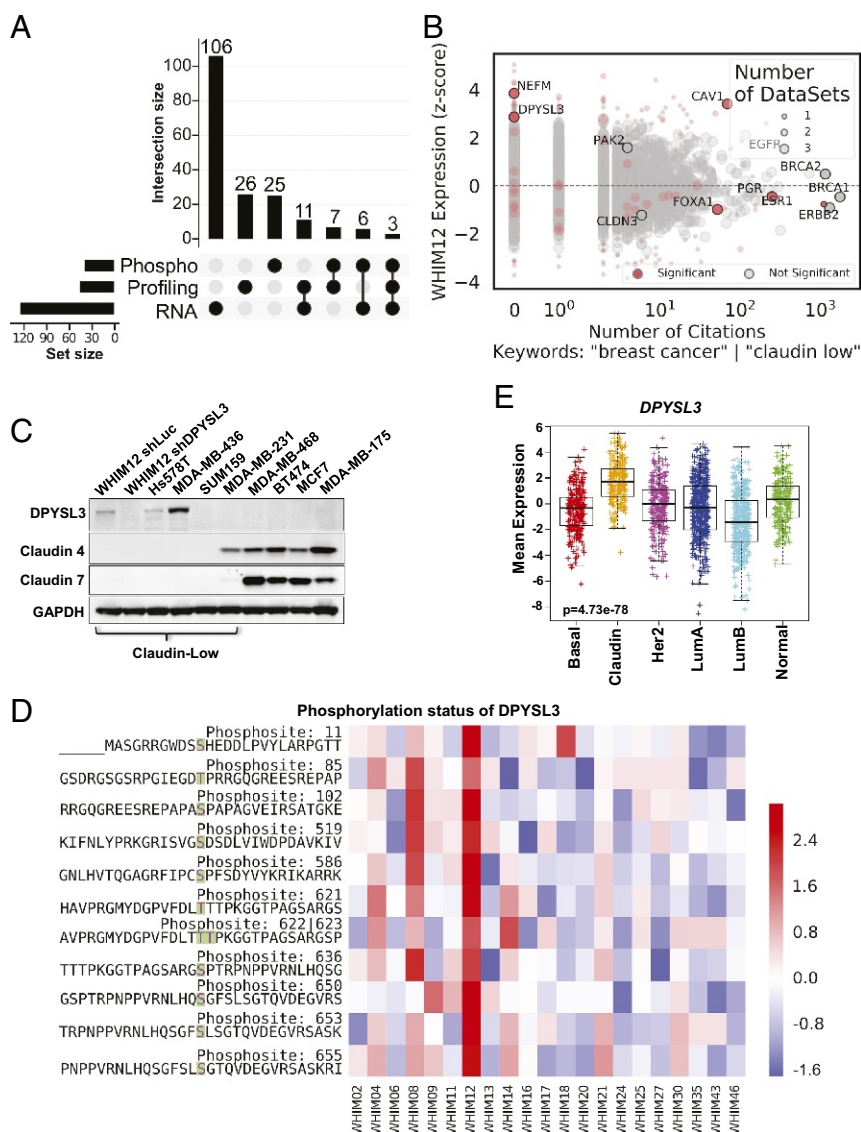 A
106
100
80
60
40
20
0
Intersection size
26
25
11
7
6
3
Phospho
Profiling
RNA
120 90 60 30 0
Set size
B
WHIM12 Expression (z-score)
4
2
0
−2
−4
NEFM
DPYSL3
CAV1
PAK2
EGFR
BRCA2
BRCA1
PGR
ESR1
FOXA1
CLDN3
ERBB2
Number
of DataSets
1
2
3
Significant
Not Significant
0 10⁰ 10¹ 10² 10³
Number of Citations
Keywords: "breast cancer" | "claudin low"
C
WHIM12 shLuc
WHIM12 shDPYSL3
Hs578T
MDA-MB-436
SUM159
MDA-MB-231
MDA-MB-468
BT474
MCF7
MDA-MB-175
DPYSL3
Claudin 4
Claudin 7
GAPDH
Claudin-Low
E
DPYSL3
Mean Expression
6
4
2
0
-2
-4
-6
-8
p=4.73e-78
Basal
Claudin
Her2
LumA
LumB
Normal
D
Phosphorylation status of DPYSL3
Phosphosite: 11
______MASGRRGWDSSHEDDLPVYLARPGTT
Phosphosite: 85
GSDRGSGSRPGIEGDTPRRGQGREESREPAP
Phosphosite: 102
RRGQGREESREPAPASPAPAGVEIRSATGKE
Phosphosite: 519
KIFNLYPRKGRISVGSDSDLVIWDPDAVKIV
Phosphosite: 586
GNLHVTQGAGRFIPCSPFSDYVYKRIKARRK
Phosphosite: 621
HAVPRGMYDGPVFDLTTTPKGGTPAGSARGS
Phosphosite: 622|623
AVPRGMYDGPVFDLTTTPKGGTPAGSARGSP
Phosphosite: 636
TTTPKGGTPAGSARGSPTRPNPPVRNLHQSG
Phosphosite: 650
GSPTRPNPPVRNLHQSGFSLSGTQVDEGVRS
Phosphosite: 653
TRPNPPVRNLHQSGFSLSGTQVDEGVRSASK
Phosphosite: 655
PNPPVRNLHQSGFSLSGTQVDEGVRSASKRI
2.4
1.6
0.8
0.0
-0.8
-1.6
WHIM02
WHIM04
WHIM06
WHIM08
WHIM09
WHIM11
WHIM12
WHIM13
WHIM14
WHIM16
WHIM17
WHIM18
WHIM20
WHIM21
WHIM24
WHIM25
WHIM27
WHIM30
WHIM35
WHIM43
WHIM46